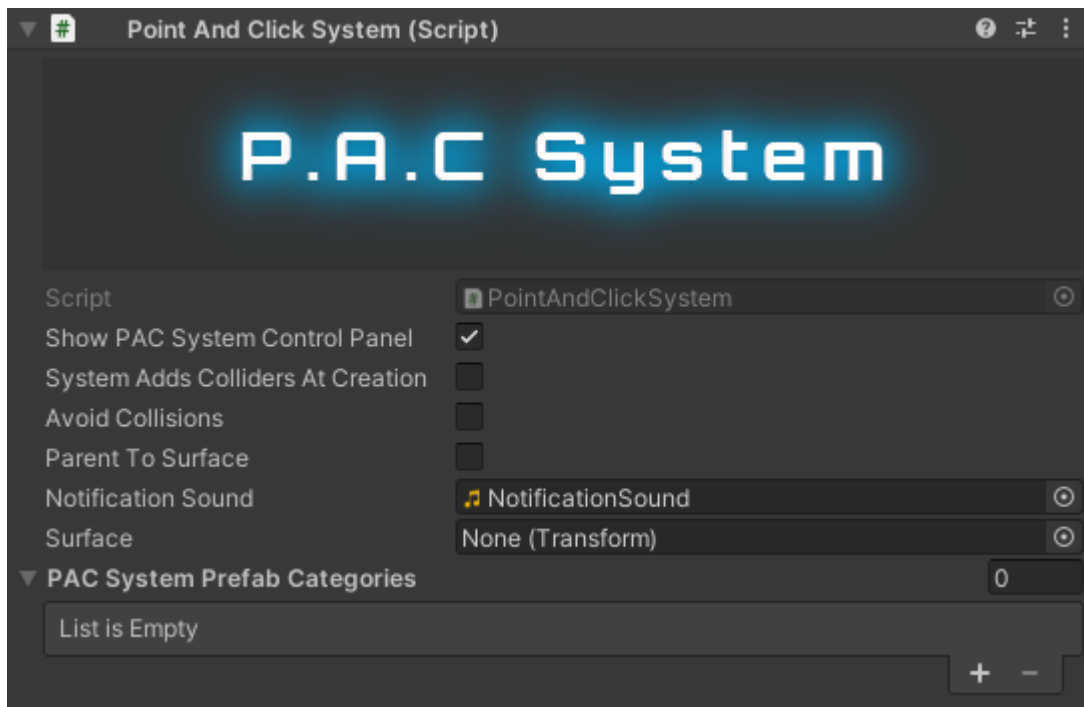 Point And Click System (Script)
P.A.C System
Script PointAndClickSystem
Show PAC System Control Panel
System Adds Colliders At Creation
Avoid Collisions
Parent To Surface
Notification Sound NotificationSound
Surface None (Transform)
PAC System Prefab Categories 0
List is Empty